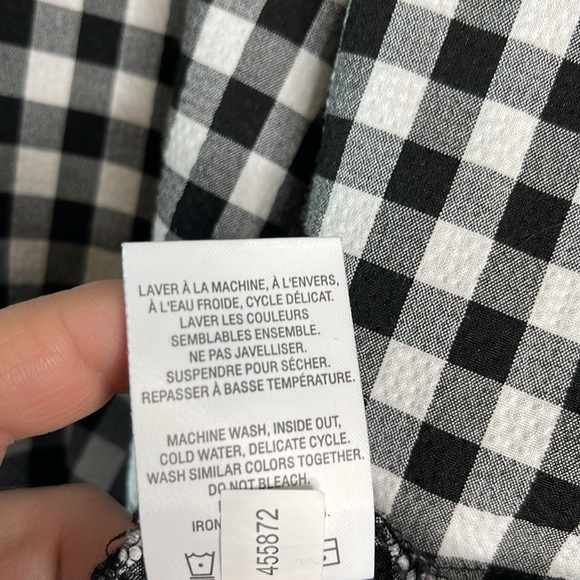 LAVER À LA MACHINE, À L'ENVERS,
À L'EAU FROIDE, CYCLE DÉLICAT.
LAVER LES COULEURS
SEMBLABLES ENSEMBLE.
NE PAS JAVELLISER.
SUSPENDRE POUR SÉCHER.
REPASSER À BASSE TEMPÉRATURE.
MACHINE WASH, INSIDE OUT,
COLD WATER, DELICATE CYCLE.
WASH SIMILAR COLORS TOGETHER.
DO NOT BLEACH.
IRON
455872